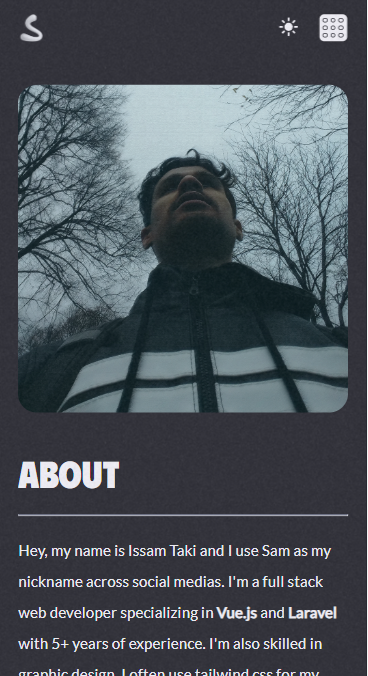 ABOUT
Hey, my name is Issam Taki and I use Sam as my
nickname across social medias. I'm a full stack
web developer specializing in Vue.js and Laravel
with 5+ years of experience. I'm also skilled in
graphic design. I often use tailwind css for my